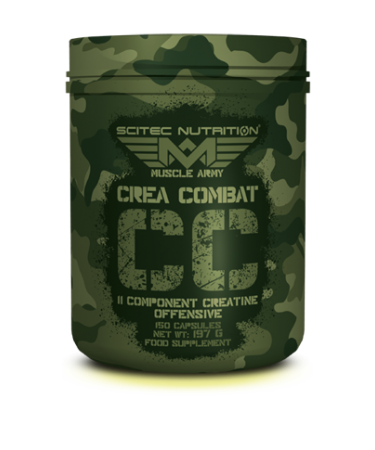 SCITEC NUTRITION
MUSCLE ARMY
CREA COMBAT
CC
11 COMPONENT CREATINE
OFFENSIVE
150 CAPSULES
NET WT: 197 G
FOOD SUPPLEMENT